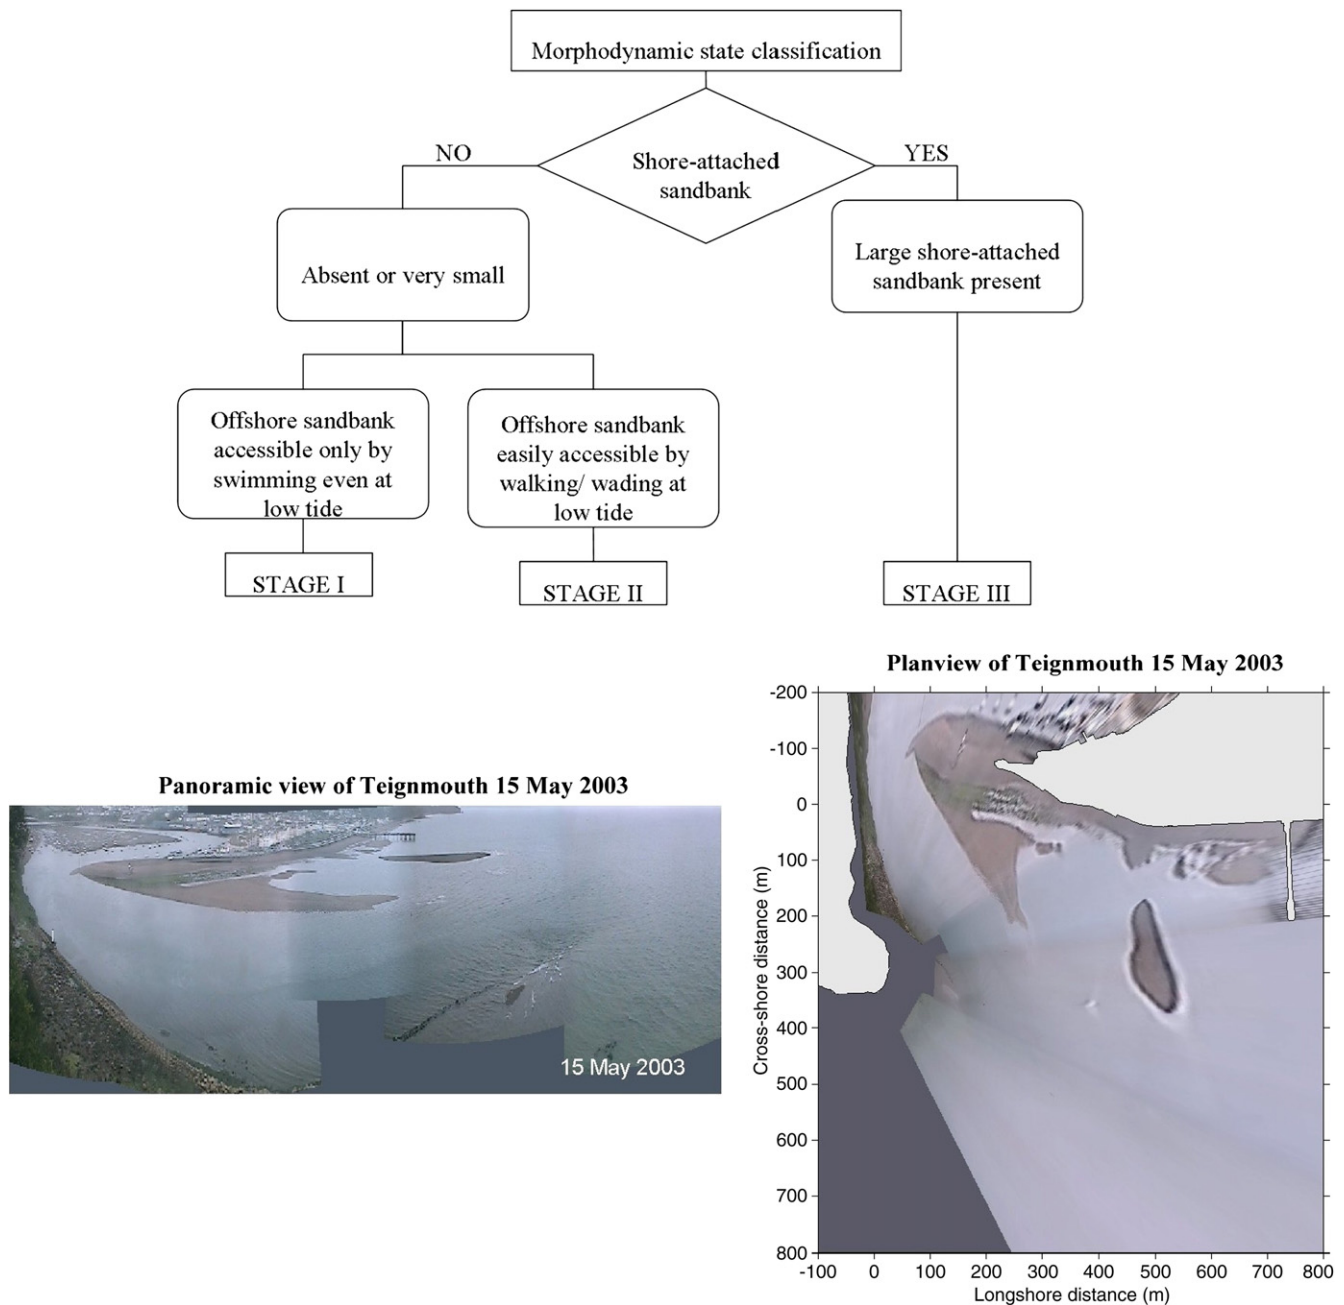 Morphodynamic state classification
NO
YES
Shore-attached
sandbank
Absent or very small
Large shore-attached
sandbank present
Offshore sandbank
accessible only by
swimming even at
low tide
Offshore sandbank
easily accessible by
walking/ wading at
low tide
STAGE I
STAGE II
STAGE III
Planview of Teignmouth 15 May 2003
Panoramic view of Teignmouth 15 May 2003
15 May 2003
-200
-100
0
100
200
300
400
500
600
700
800
Cross-shore distance (m)
-100 0 100 200 300 400 500 600 700 800
Longshore distance (m)